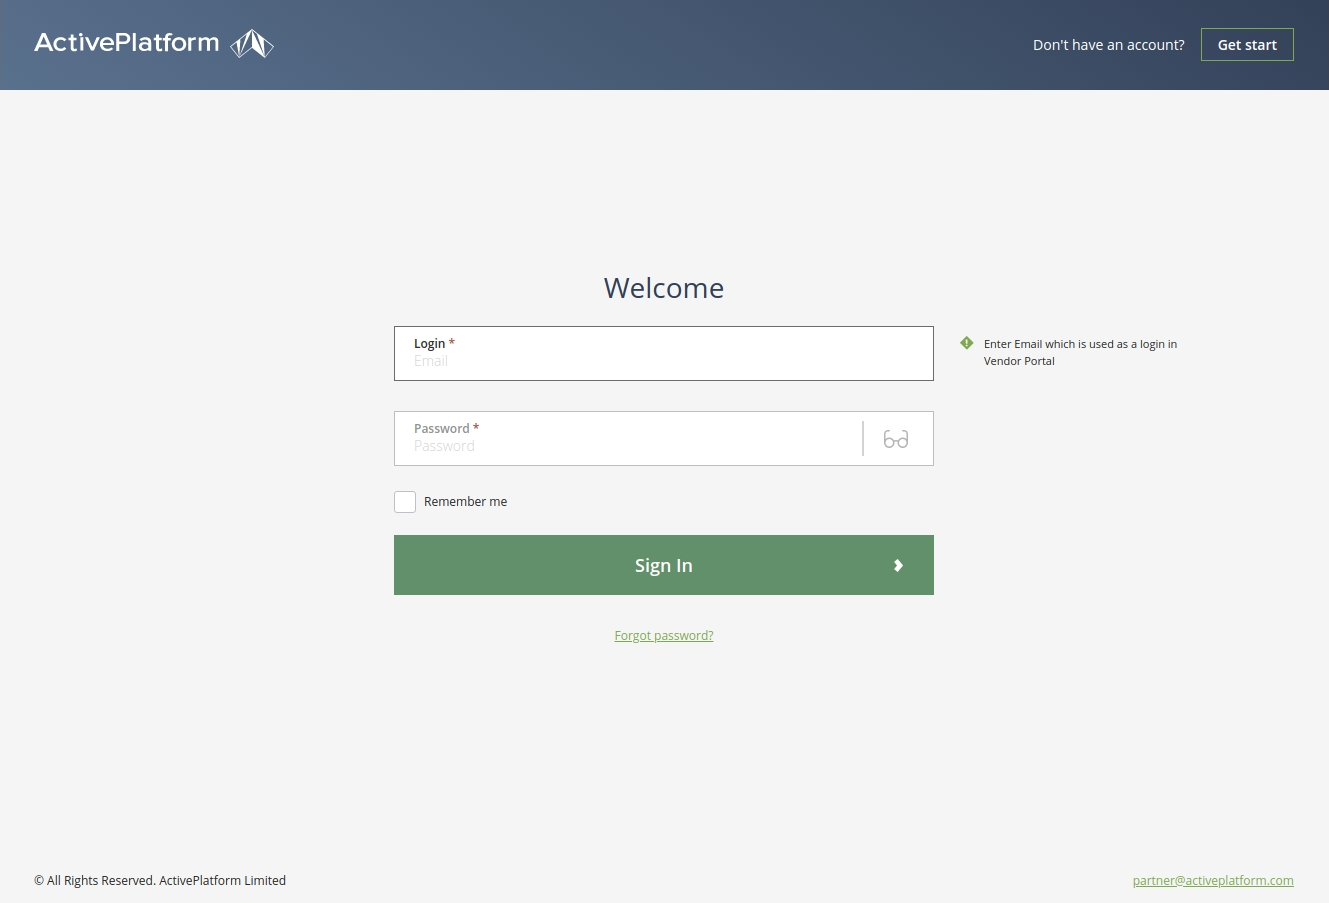 ActivePlatform
Don't have an account?
Get start
Welcome
Login *
Email
Enter Email which is used as a login in
Vendor Portal
Password *
Password
Remember me
Sign In
Forgot password?
© All Rights Reserved. ActivePlatform Limited
partner@activeplatform.com